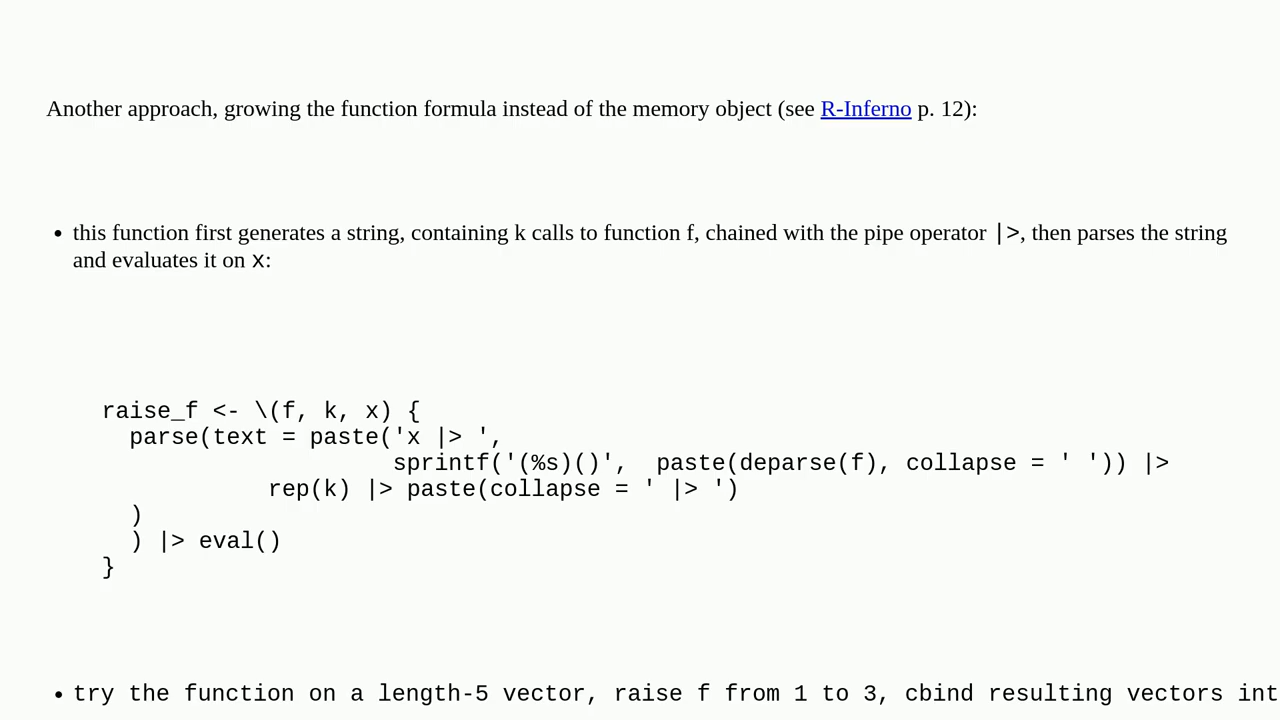 Another approach, growing the function formula instead of the memory object (see R-Inferno p. 12):
• this function first generates a string, containing k calls to function f, chained with the pipe operator |>, then parses the string
and evaluates it on x:
raise_f <- \(f, k, x) {
  parse(text = paste('x |> ',
                     sprintf('(%s)()',  paste(deparse(f), collapse = ' ')) |>
            rep(k) |> paste(collapse = ' |> ')
  )
  ) |> eval()
}
• try the function on a length-5 vector, raise f from 1 to 3, cbind resulting vectors int